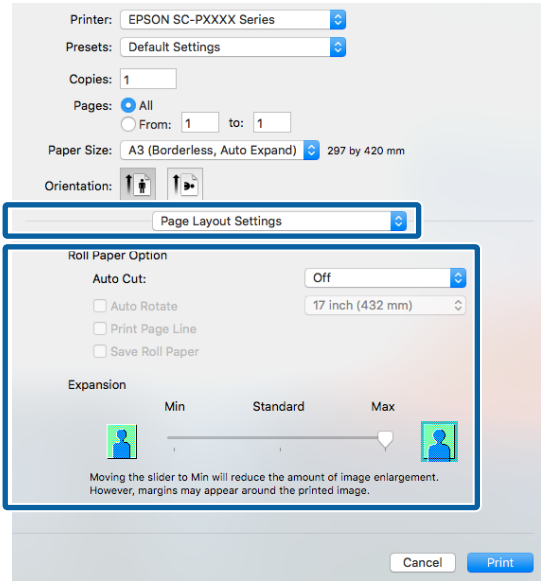 Printer: EPSON SC-PXXXX Series
Presets: Default Settings
Copies: 1
Pages: All
From: 1 to: 1
Paper Size: A3 (Borderless, Auto Expand) 297 by 420 mm
Orientation:
Page Layout Settings
Roll Paper Option
Auto Cut: Off
Auto Rotate 17 inch (432 mm)
Print Page Line
Save Roll Paper
Expansion
Min Standard Max
Moving the slider to Min will reduce the amount of image enlargement.
However, margins may appear around the printed image.
Cancel Print